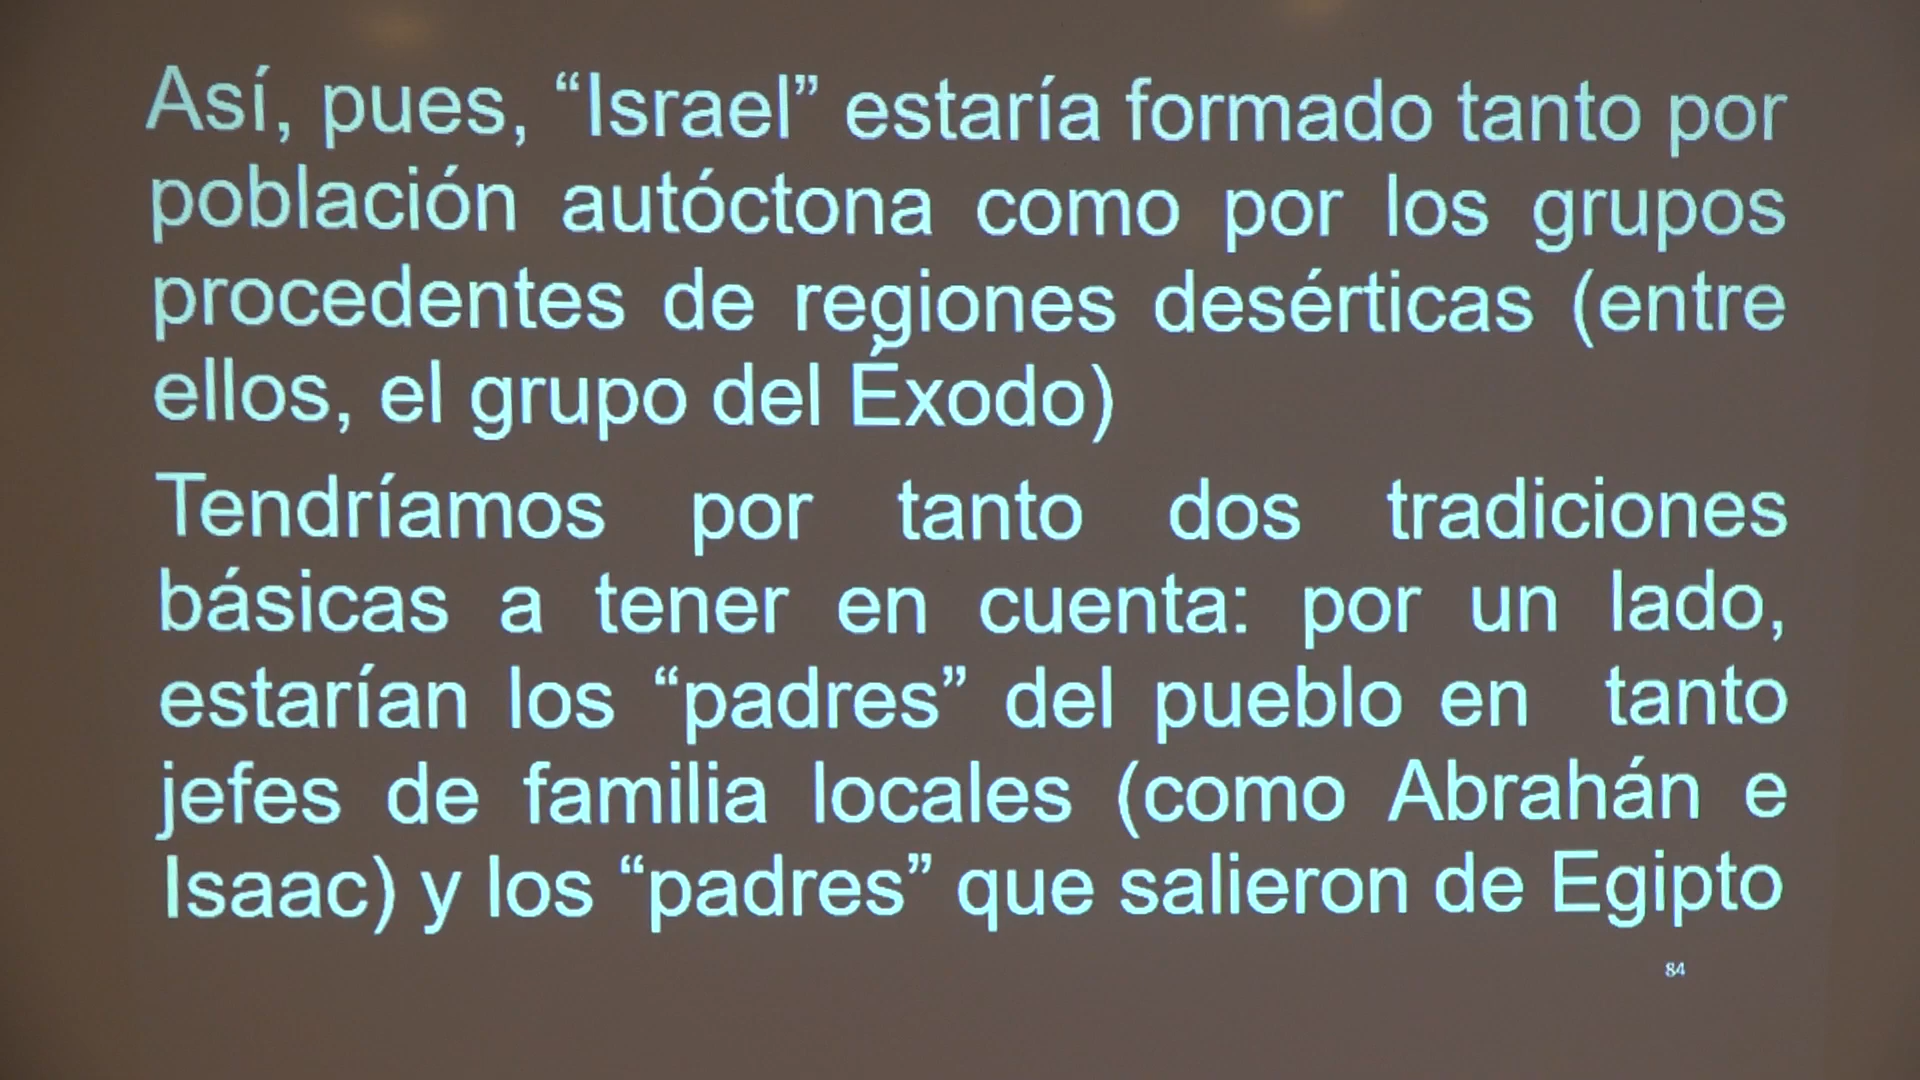 Así, pues, “Israel” estaría formado tanto por
población autóctona como por los grupos
procedentes de regiones desérticas (entre
ellos, el grupo del Éxodo)
Tendríamos por tanto dos tradiciones
básicas a tener en cuenta: por un lado,
estarían los “padres” del pueblo en tanto
jefes de familia locales (como Abrahán e
Isaac) y los “padres” que salieron de Egipto
84